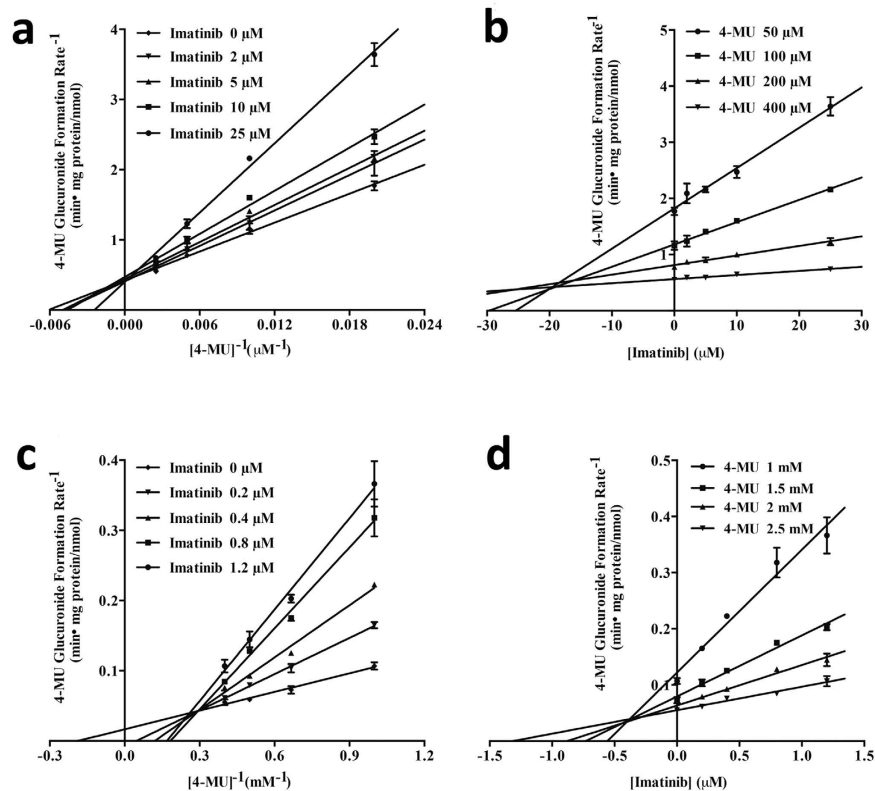 a
4-MU Glucuronide Formation Rate-1
(min• mg protein/nmol)
4
3
2
1
Imatinib 0 µM
Imatinib 2 µM
Imatinib 5 µM
Imatinib 10 µM
Imatinib 25 µM
-0.006 0.000 0.006 0.012 0.018 0.024
[4-MU]-1(µM-1)
b
4-MU Glucuronide Formation Rate-1
(min• mg protein/nmol)
5
4
3
2
1
4-MU 50 µM
4-MU 100 µM
4-MU 200 µM
4-MU 400 µM
-30 -20 -10 0 10 20 30
[Imatinib] (µM)
c
4-MU Glucuronide Formation Rate-1
(min• mg protein/nmol)
0.4
0.3
0.2
0.1
Imatinib 0 µM
Imatinib 0.2 µM
Imatinib 0.4 µM
Imatinib 0.8 µM
Imatinib 1.2 µM
-0.3 0.0 0.3 0.6 0.9 1.2
[4-MU]-1(mM-1)
d
4-MU Glucuronide Formation Rate-1
(min• mg protein/nmol)
0.5
0.4
0.3
0.2
0.1
4-MU 1 mM
4-MU 1.5 mM
4-MU 2 mM
4-MU 2.5 mM
-1.5 -1.0 -0.5 0.0 0.5 1.0 1.5
[Imatinib] (µM)